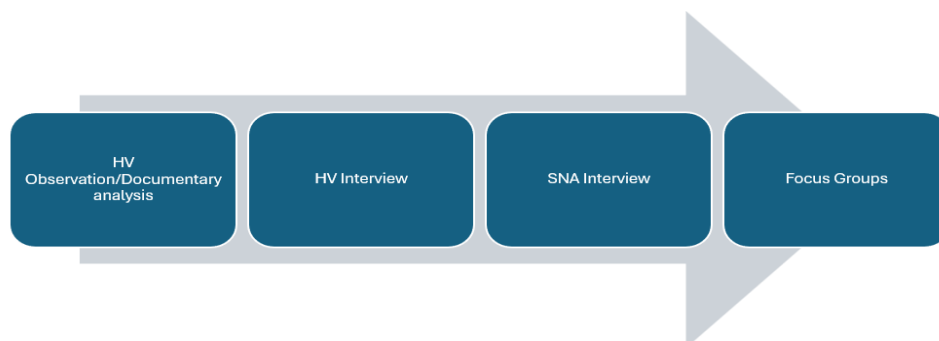 HV
Observation/Documentary
analysis
HV Interview
SNA Interview
Focus Groups